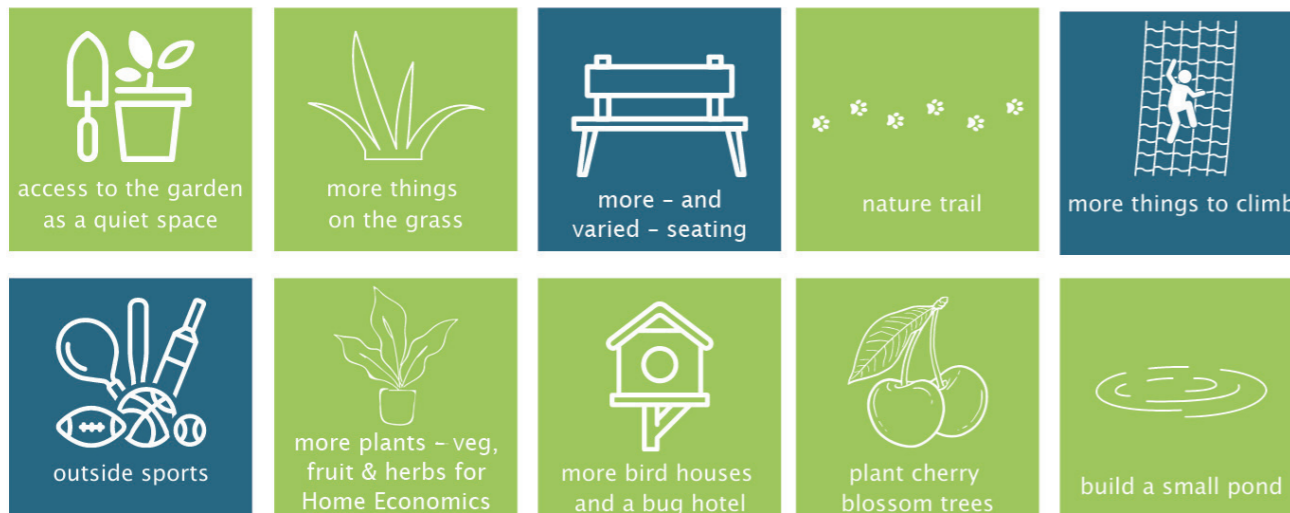 access to the garden
as a quiet space
more things
on the grass
more – and
varied – seating
nature trail
more things to climb
outside sports
more plants – veg,
fruit & herbs for
Home Economics
more bird houses
and a bug hotel
plant cherry
blossom trees
build a small pond